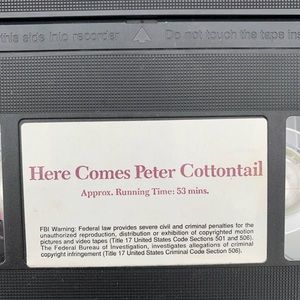 this side into recorder
Do not touch the tape ins
Here Comes Peter Cottontail
Approx. Running Time: 53 mins.
FBI Warning: Federal law provides severe civil and criminal penalties for the
unauthorized reproduction, distribution or exhibition of copyrighted motion
pictures and video tapes (Title 17 United States Code Sections 501 and 506).
The Federal Bureau of Investigation, investigates allegations of criminal
copyright infringement (Title 17 United States Criminal Code Section 506).